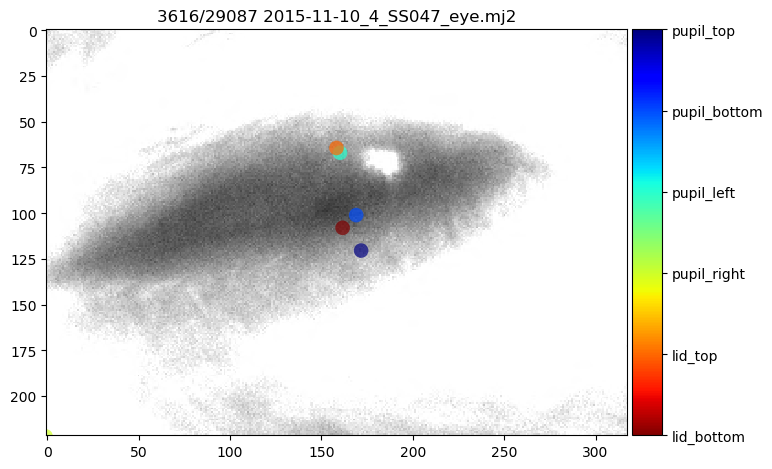 3616/29087 2015-11-10_4_SS047_eye.mj2
0
25
50
75
100
125
150
175
200
0
50
100
150
200
250
300
pupil_top
pupil_bottom
pupil_left
pupil_right
lid_top
lid_bottom